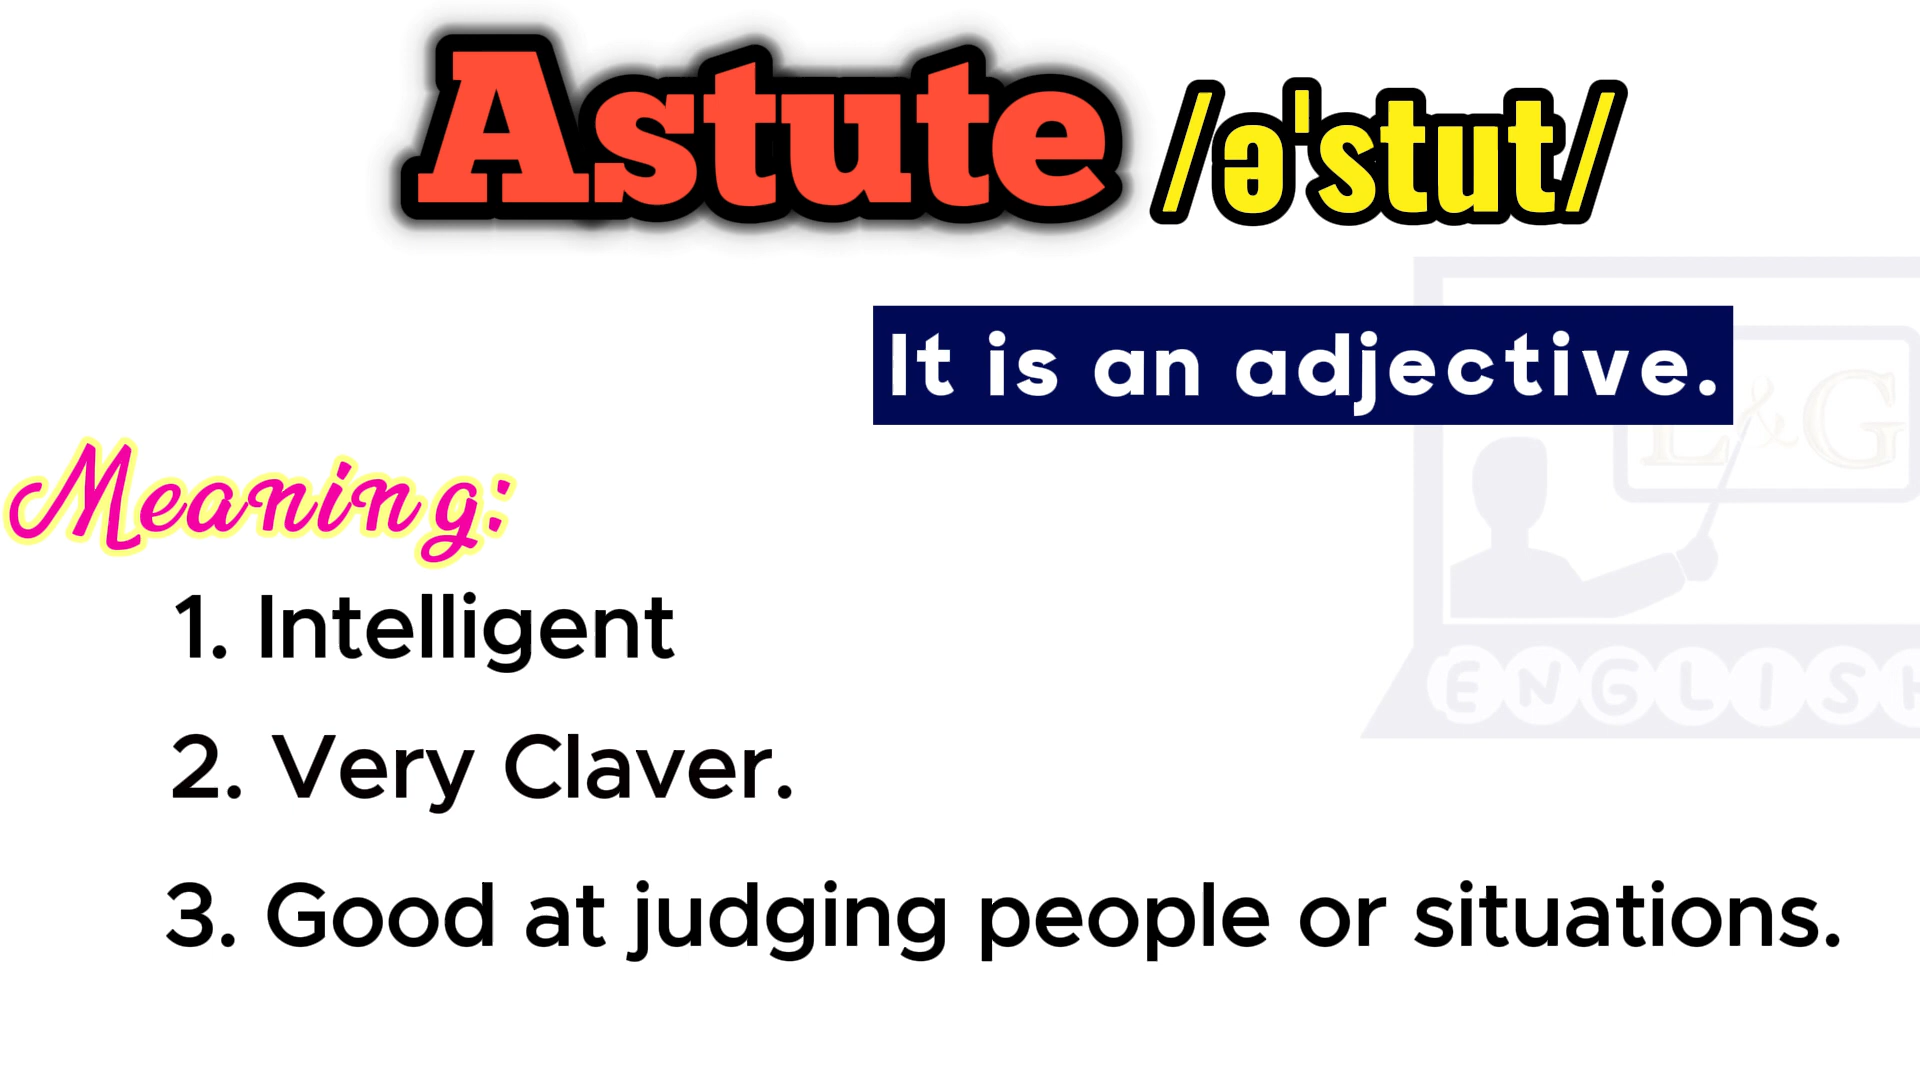 Astute /ə'stut/
It is an adjective.
L&G
Meaning:
1. Intelligent
ENGLISH
2. Very Claver.
3. Good at judging people or situations.